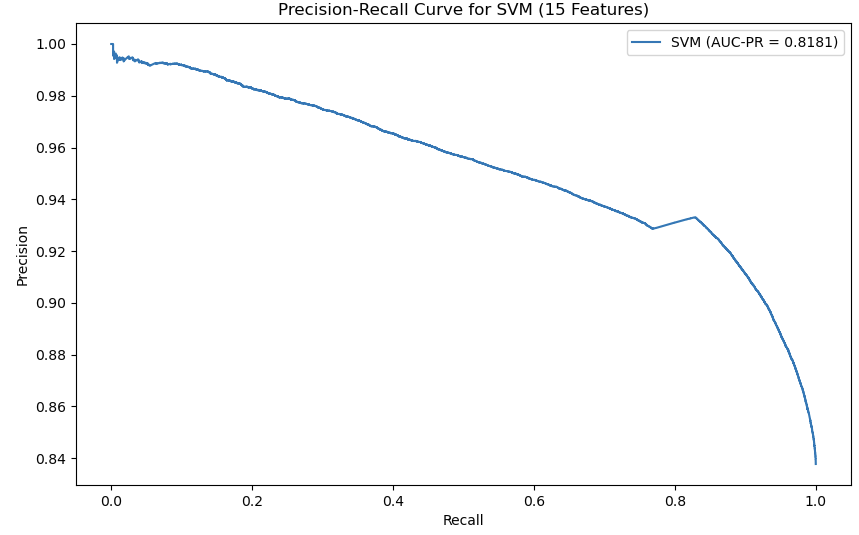 Precision-Recall Curve for SVM (15 Features)
SVM (AUC-PR = 0.8181)
1.00
0.98
0.96
0.94
0.92
0.90
0.88
0.86
0.84
Precision
0.0 0.2 0.4 0.6 0.8 1.0
Recall